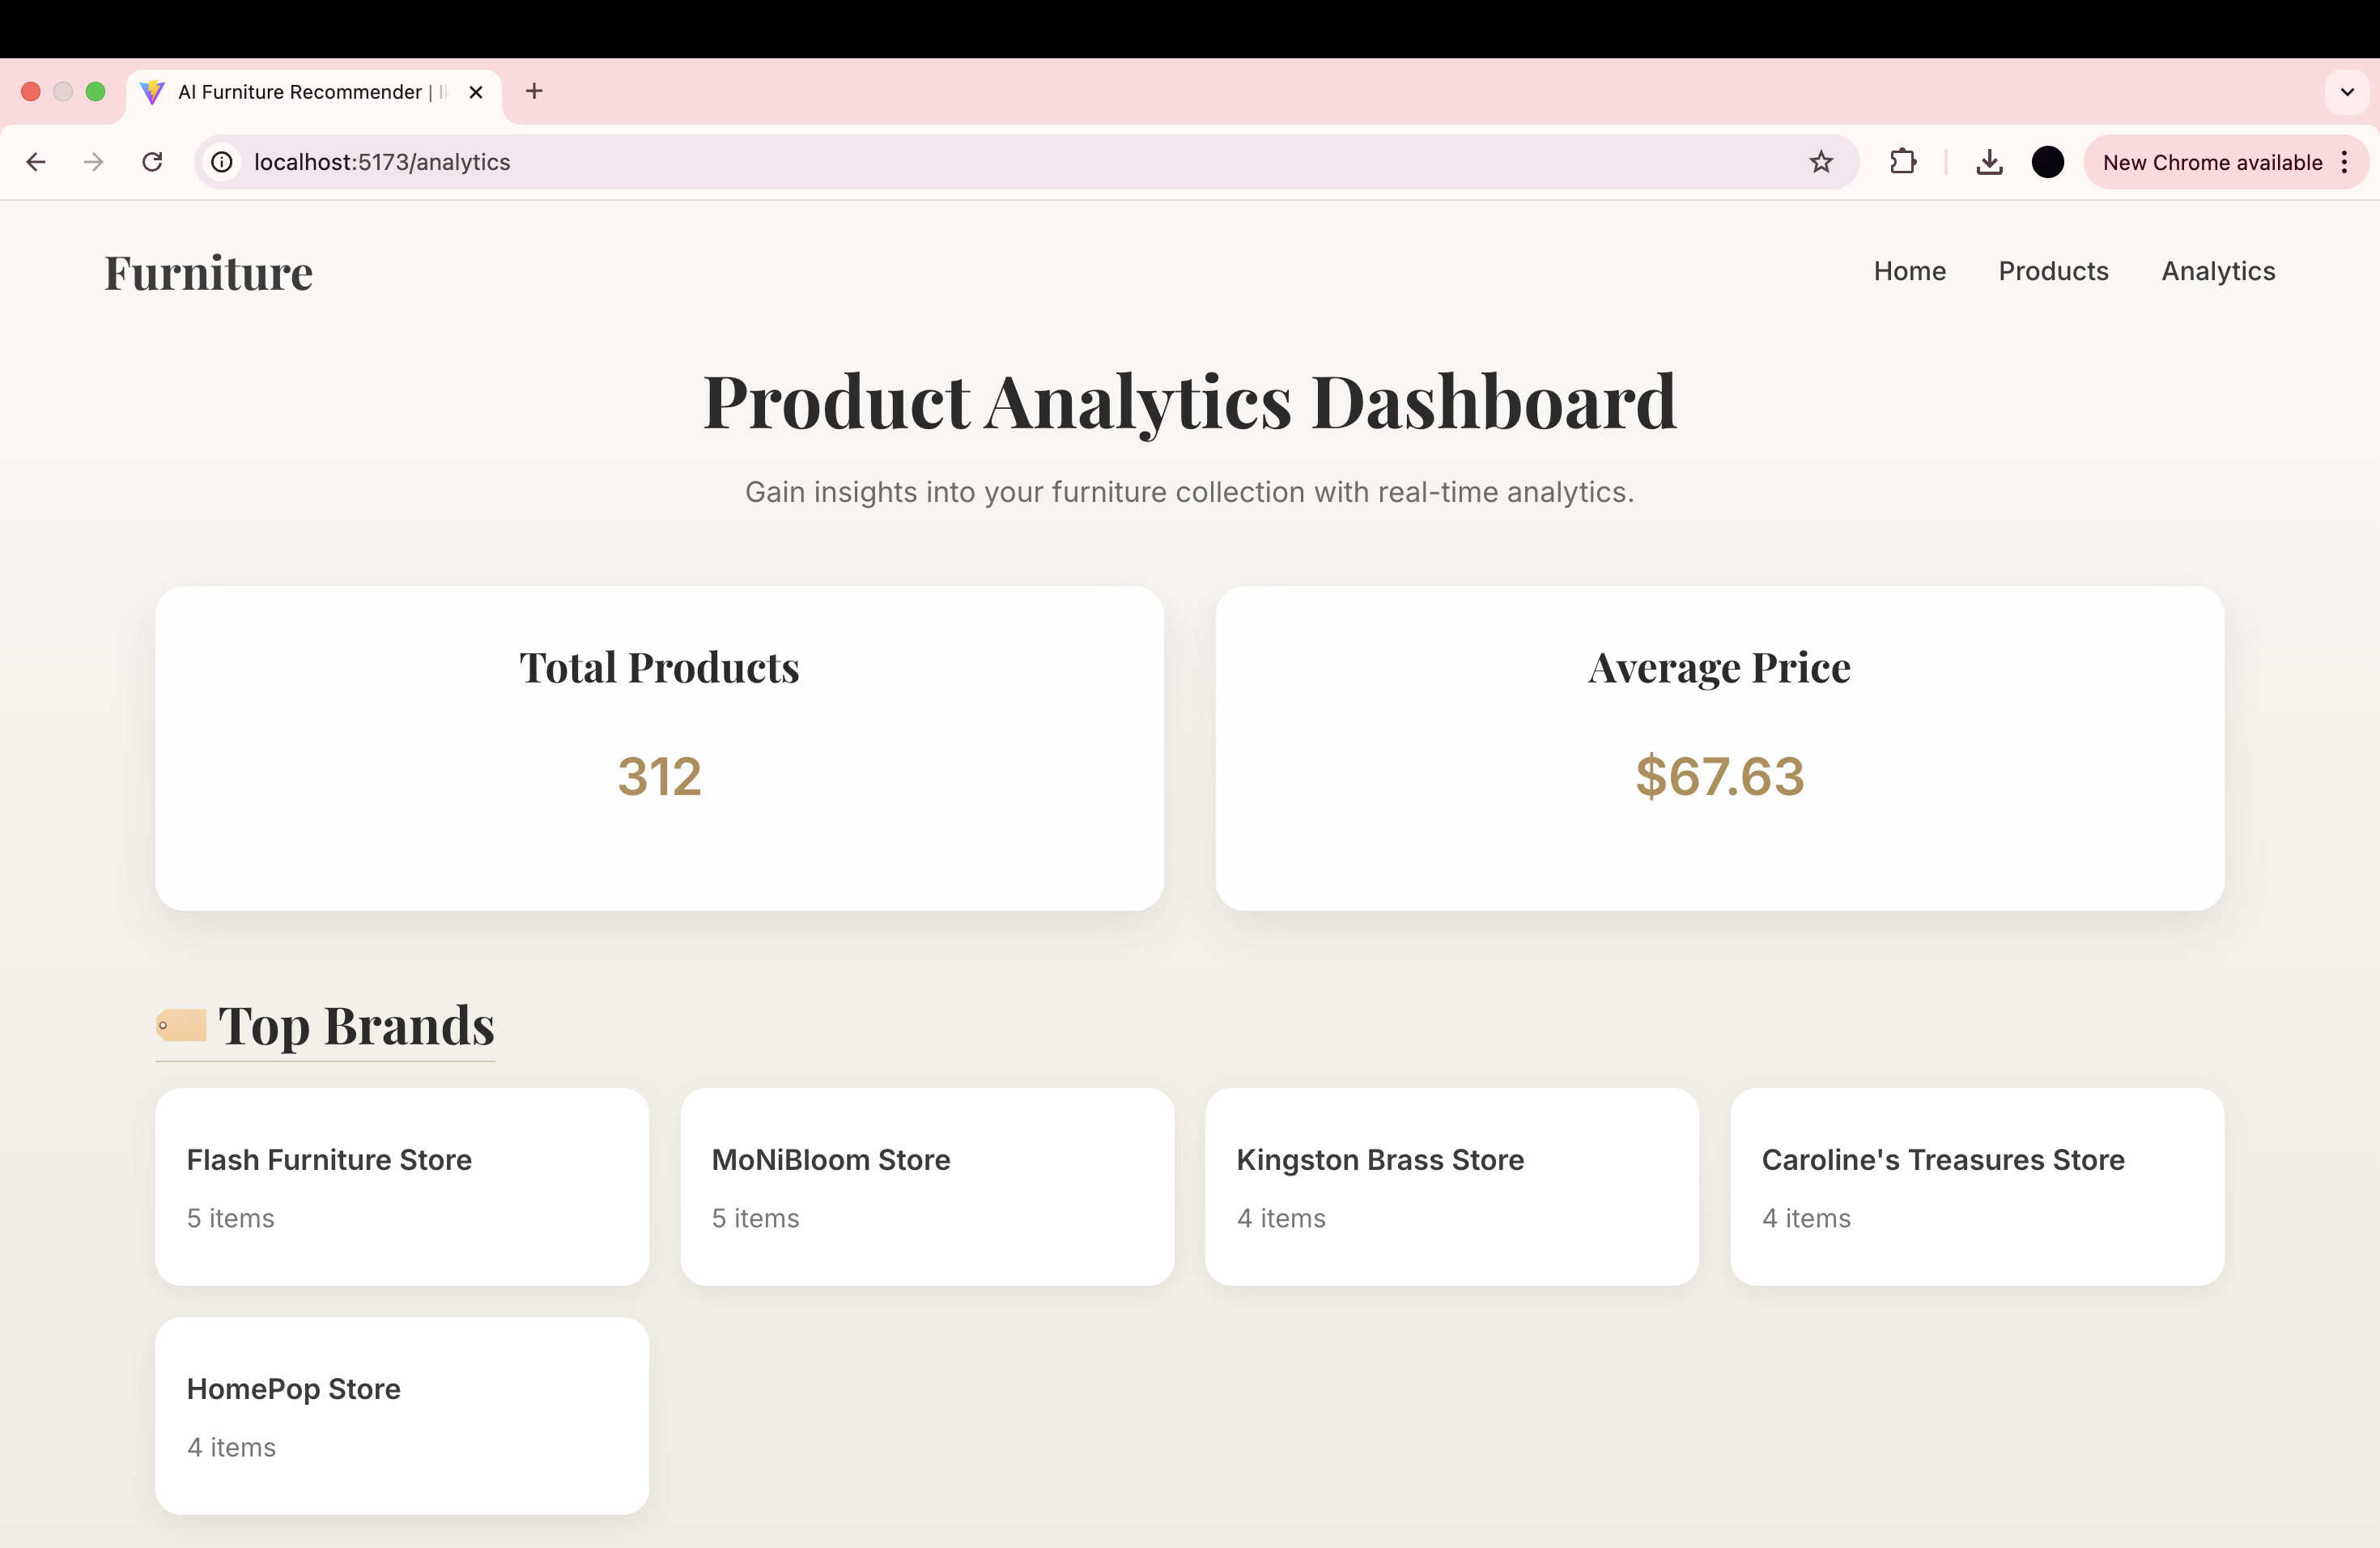 AI Furniture Recommender |
localhost:5173/analytics
New Chrome available
Furniture
Home Products Analytics
Product Analytics Dashboard
Gain insights into your furniture collection with real-time analytics.
Total Products
312
Average Price
$67.63
Top Brands
Flash Furniture Store
5 items
MoNiBloom Store
5 items
Kingston Brass Store
4 items
Caroline's Treasures Store
4 items
HomePop Store
4 items